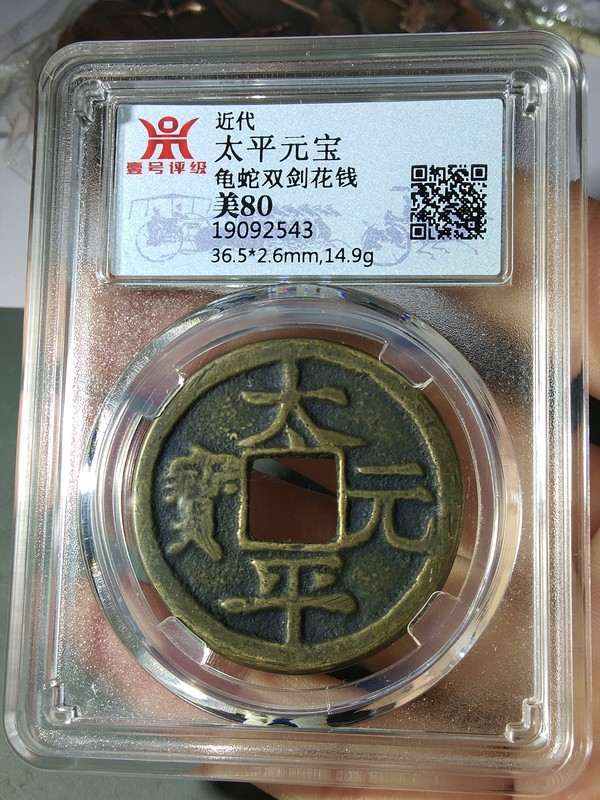 壹号评级
近代
太平元宝
龟蛇双剑花钱
美80
19092543
36.5*2.6mm,14.9g
太
平
元
寳